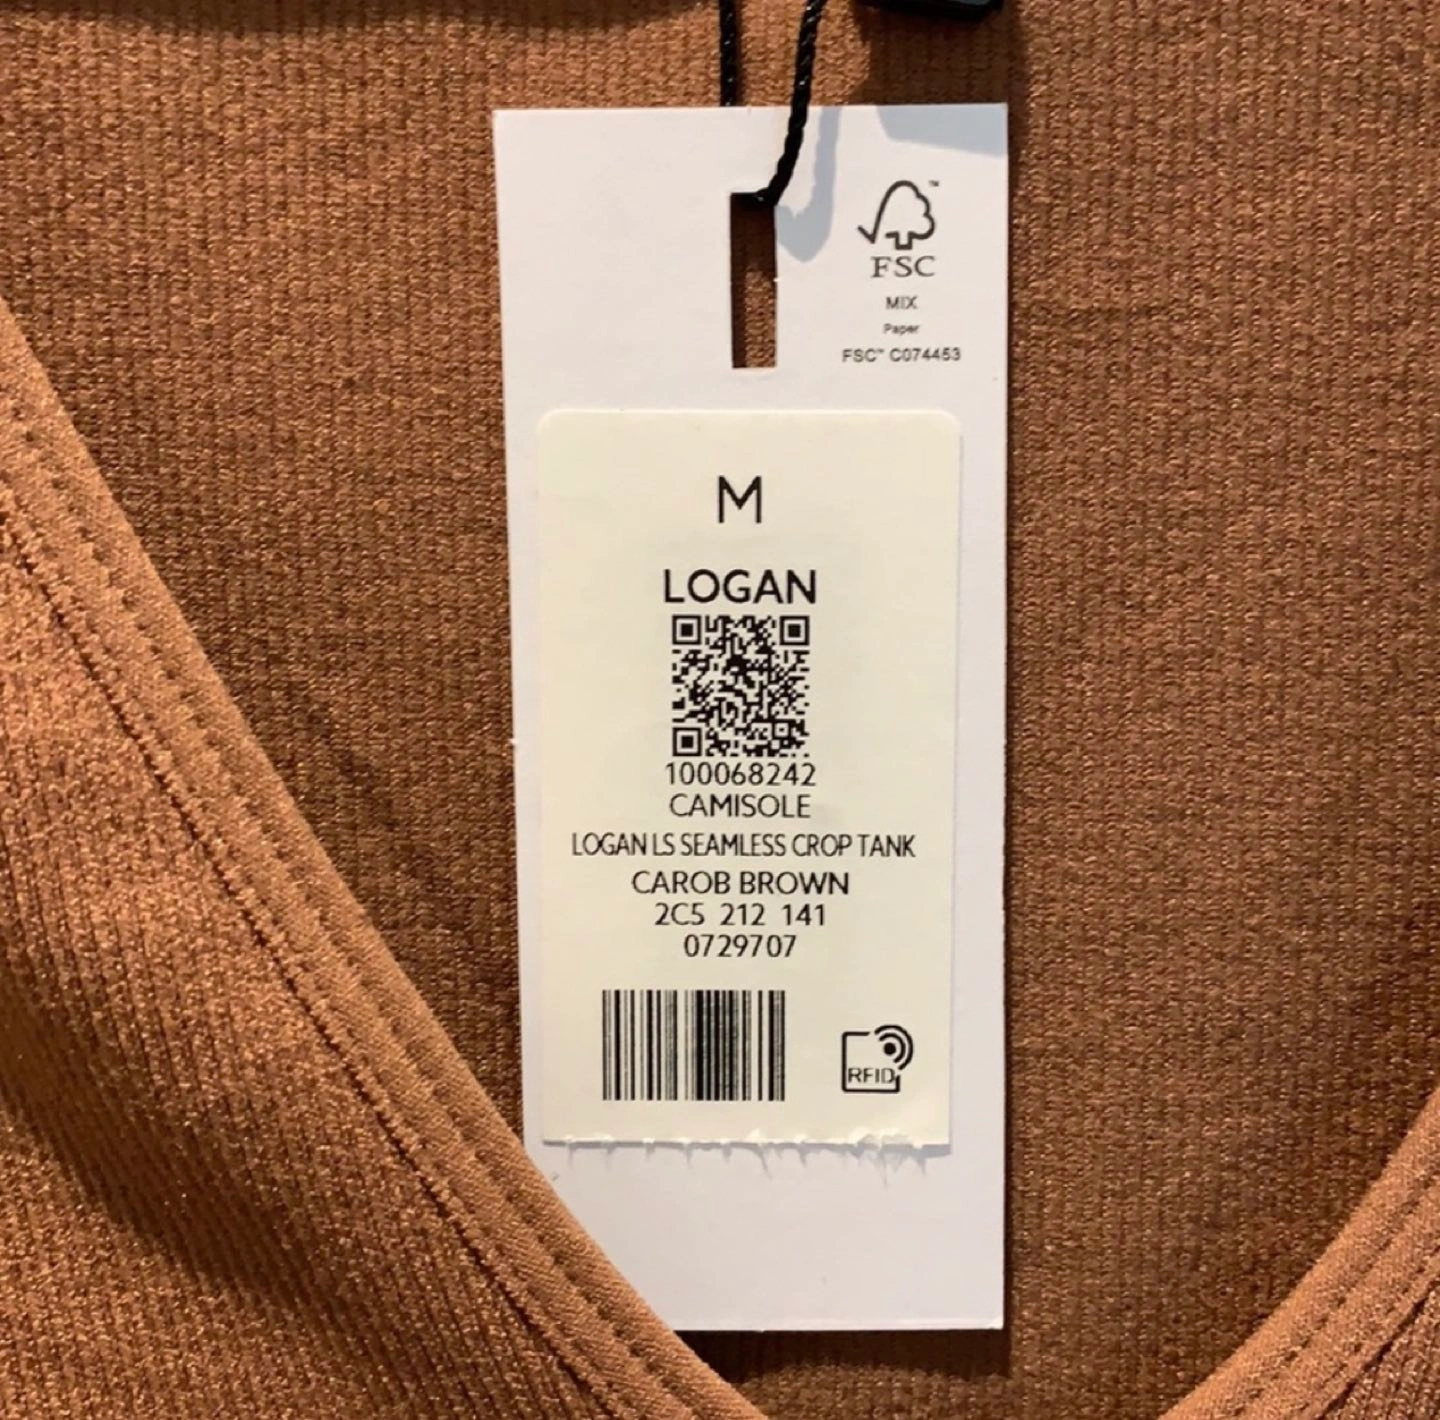 FSC™
MIX
Paper
FSC™ C074453
M
LOGAN
100068242
CAMISOLE
LOGAN LS SEAMLESS CROP TANK
CAROB BROWN
2C5 212 141
0729707
RFID